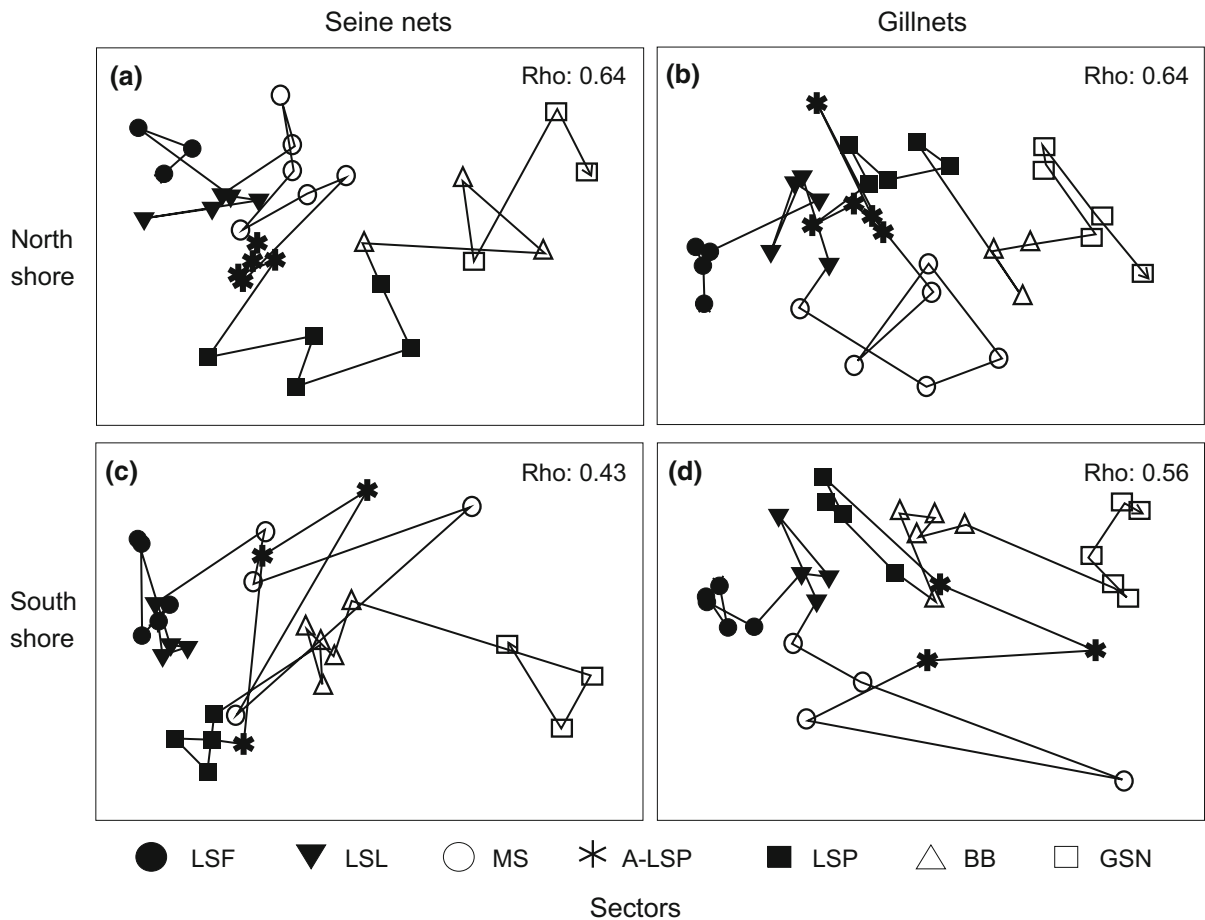 Seine nets
Gillnets
(a)
Rho: 0.64
(b)
Rho: 0.64
North
shore
(c)
Rho: 0.43
(d)
Rho: 0.56
South
shore
LSF LSL MS A-LSP LSP BB GSN
Sectors